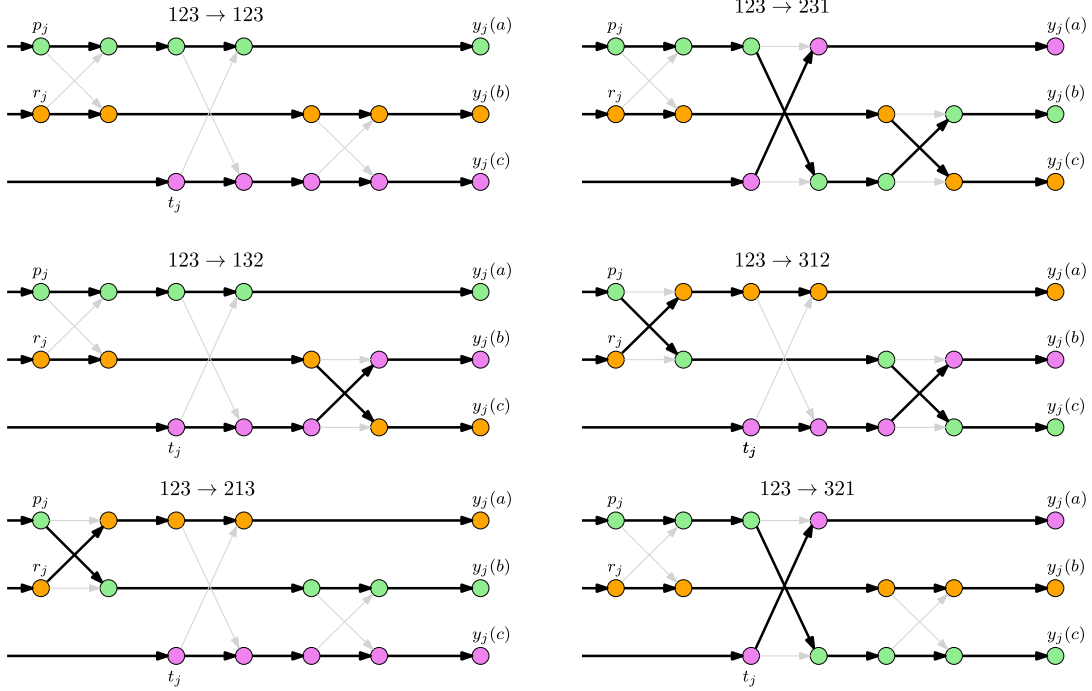 123 → 123
p_j
y_j(a)
r_j
y_j(b)
y_j(c)
t_j
123 → 231
p_j
y_j(a)
r_j
y_j(b)
y_j(c)
t_j
123 → 132
p_j
y_j(a)
r_j
y_j(b)
y_j(c)
t_j
123 → 312
p_j
y_j(a)
r_j
y_j(b)
y_j(c)
t_j
123 → 213
p_j
y_j(a)
r_j
y_j(b)
y_j(c)
t_j
123 → 321
p_j
y_j(a)
r_j
y_j(b)
y_j(c)
t_j